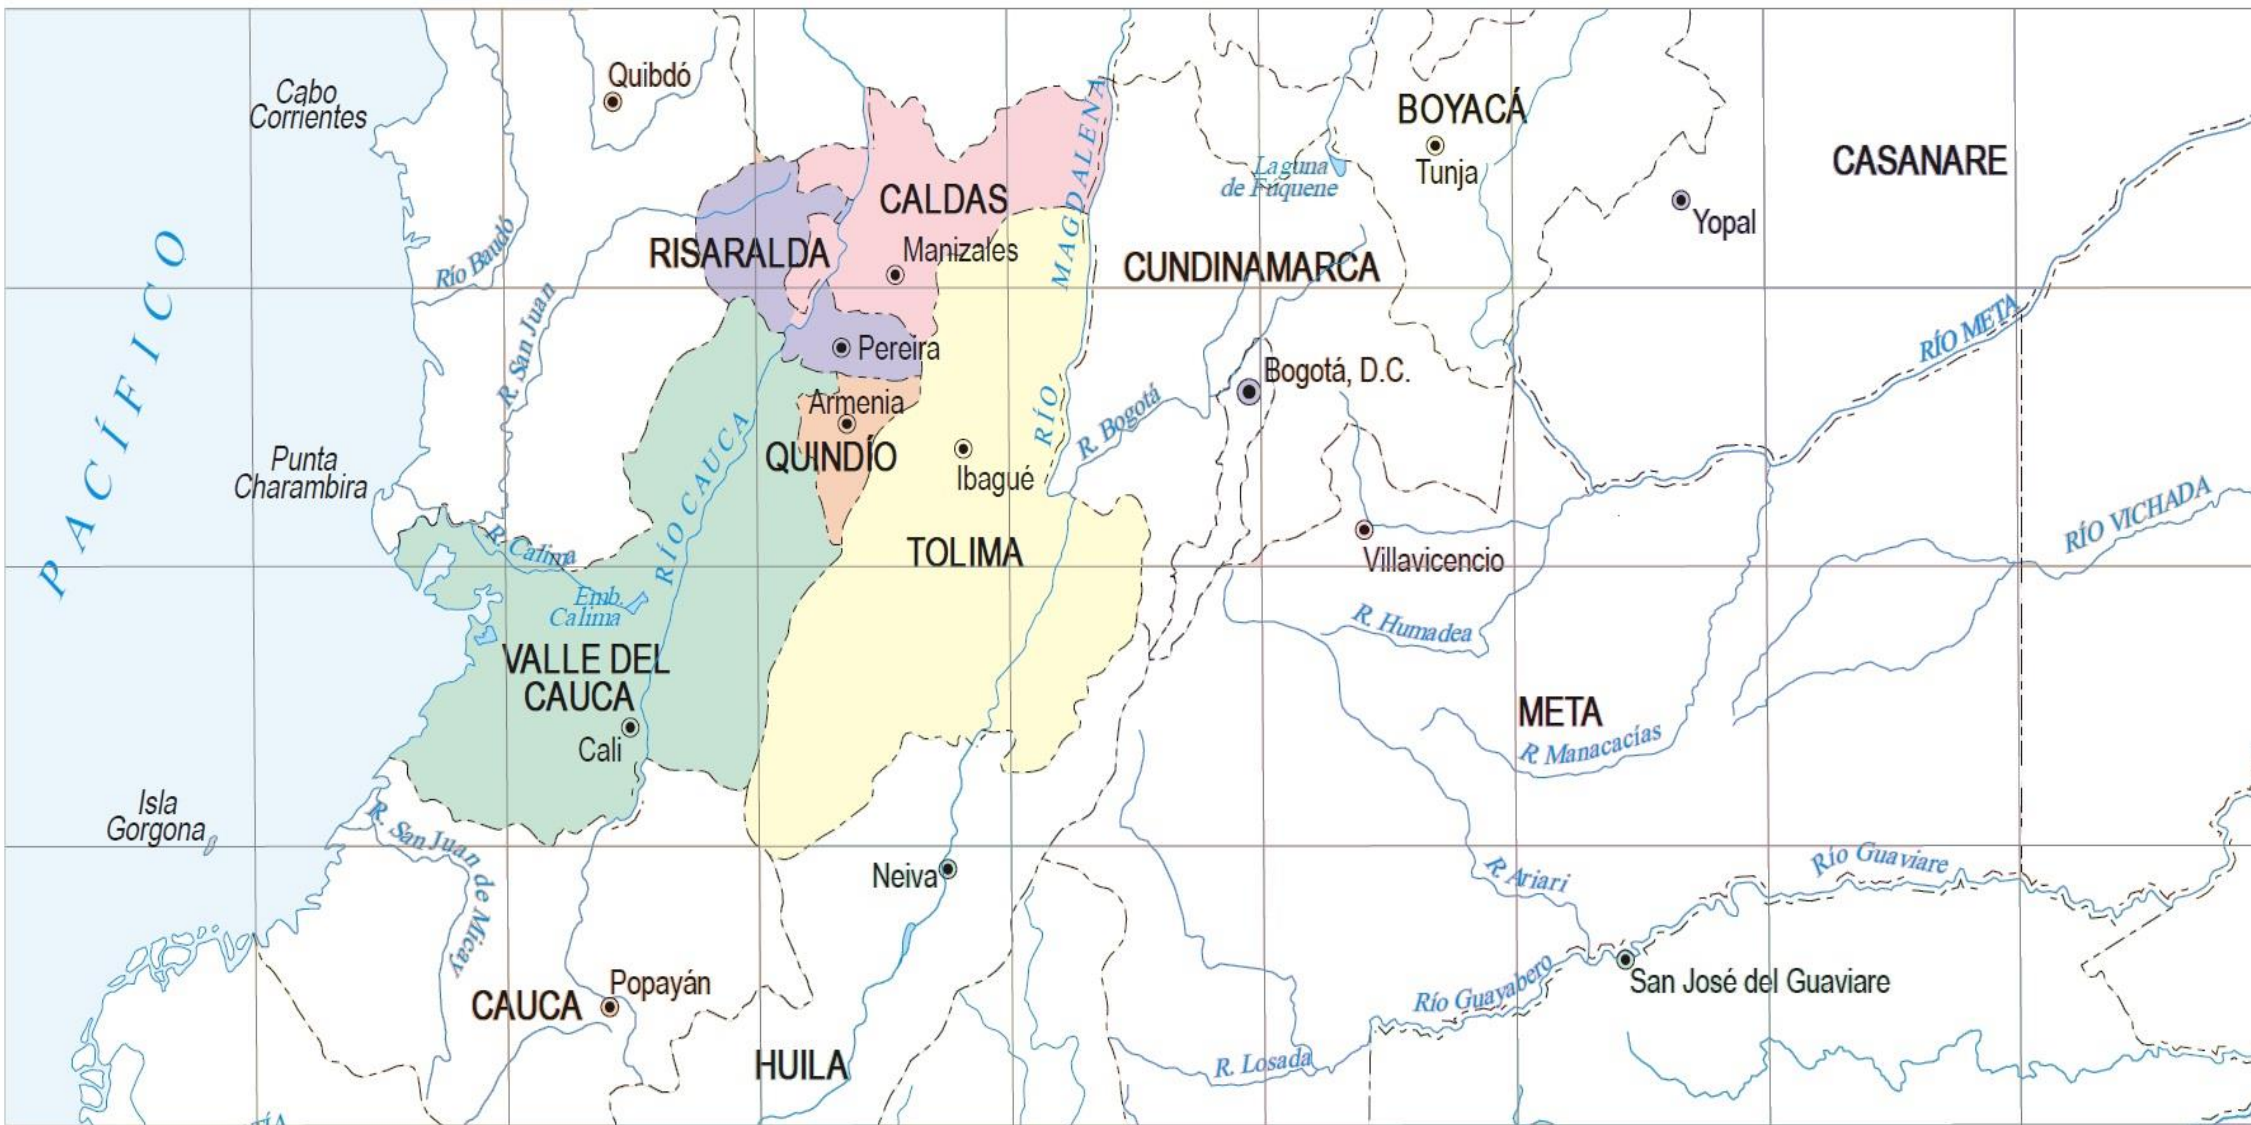 Quibdó
Cabo
Corrientes
BOYACÁ
Tunja
CASANARE
Laguna
de Fúquene
Yopal
CALDAS
Manizales
RISARALDA
RÍO MAGDALENA
CUNDINAMARCA
PACÍFICO
Río Baudó
R. San Juan
RÍO META
Pereira
Bogotá, D.C.
R. Bogotá
Armenia
QUINDÍO
Ibagué
RÍO CAUCA
Punta
Charambira
RÍO VICHADA
R. Calima
TOLIMA
Villavicencio
Emb.
Calima
R. Humadea
VALLE DEL
CAUCA
Cali
META
R. Manacacías
Isla
Gorgona
R. San Juan de Micay
Neiva
R. Ariari
Río Guaviare
San José del Guaviare
Río Guayabero
Popayán
CAUCA
HUILA
R. Losada